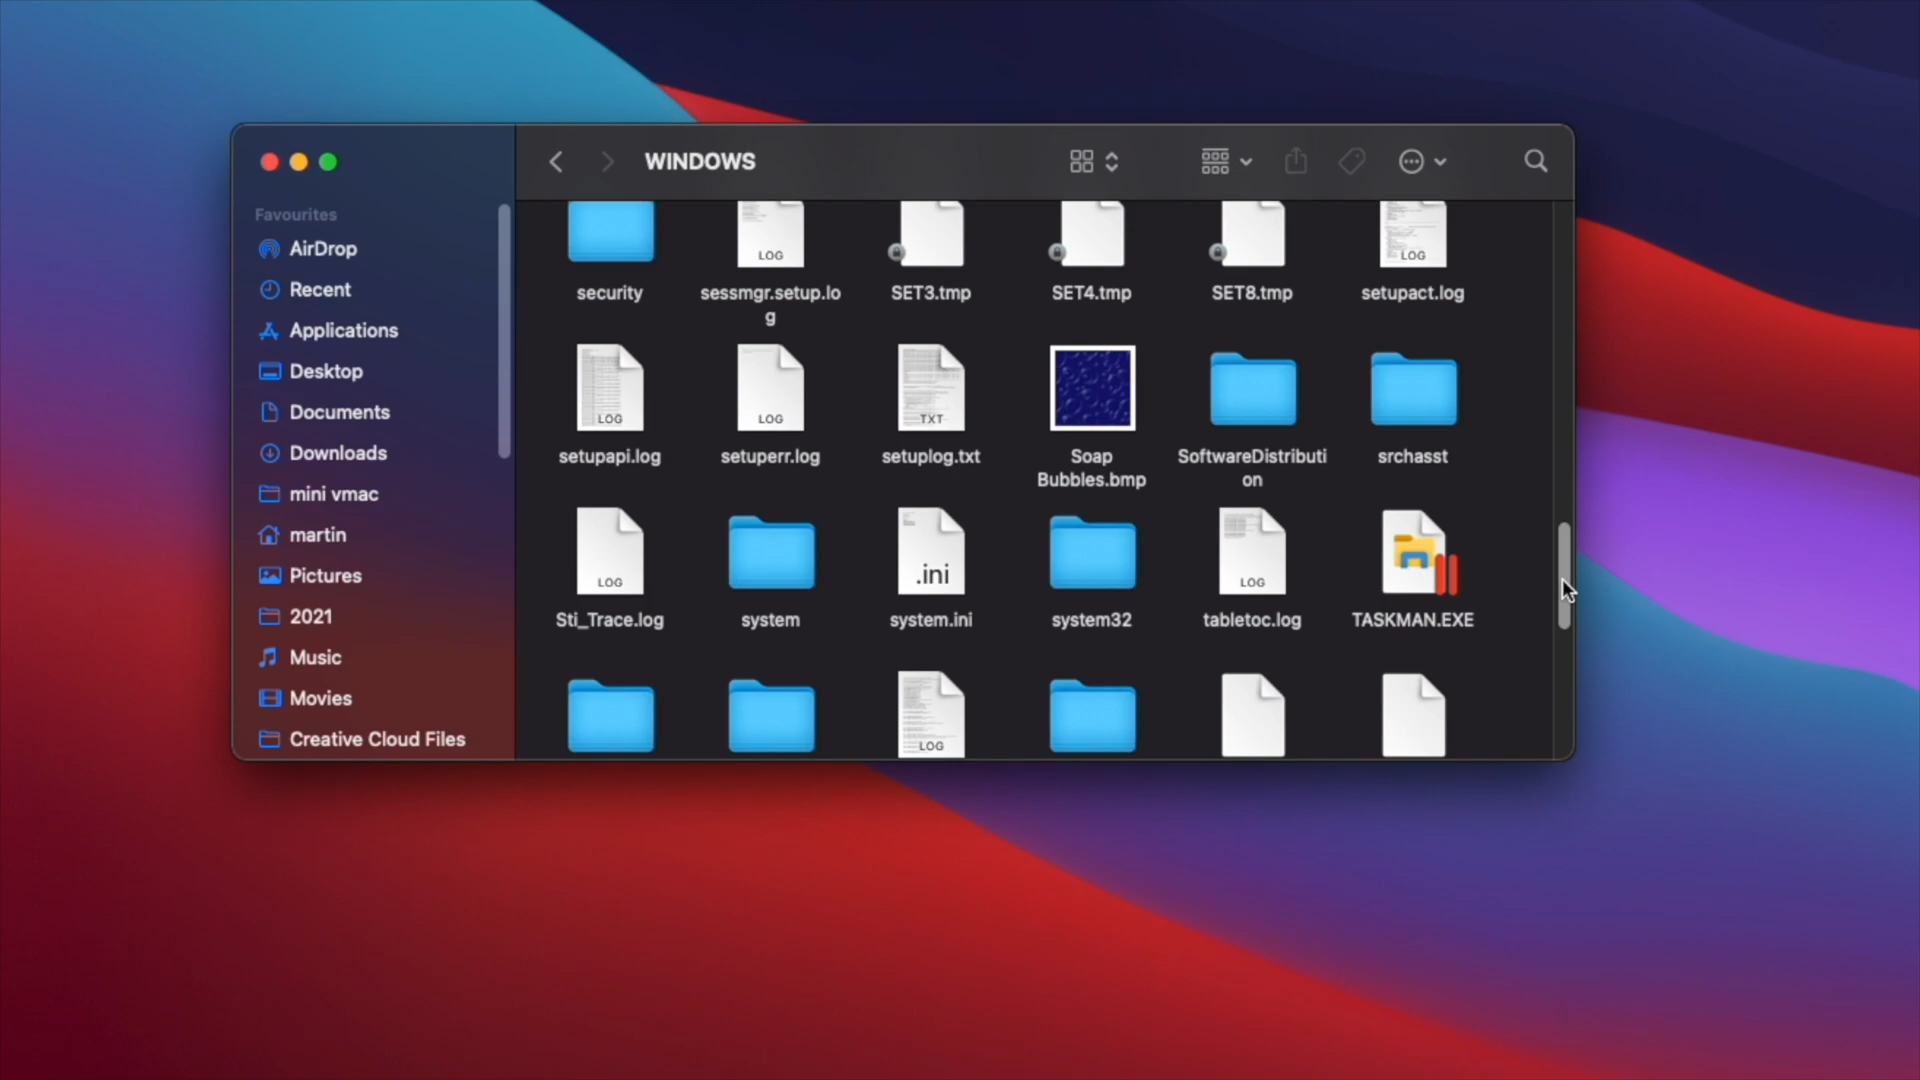 WINDOWS
Favourites
AirDrop
Recent
Applications
Desktop
Documents
Downloads
mini vmac
martin
Pictures
2021
Music
Movies
Creative Cloud Files
LOG
LOG
security
sessmgr.setup.lo
g
SET3.tmp
SET4.tmp
SET8.tmp
setupact.log
LOG
LOG
TXT
setupapi.log
setuperr.log
setuplog.txt
Soap
Bubbles.bmp
SoftwareDistributi
on
srchasst
LOG
.ini
LOG
Sti_Trace.log
system
system.ini
system32
tabletoc.log
TASKMAN.EXE
LOG